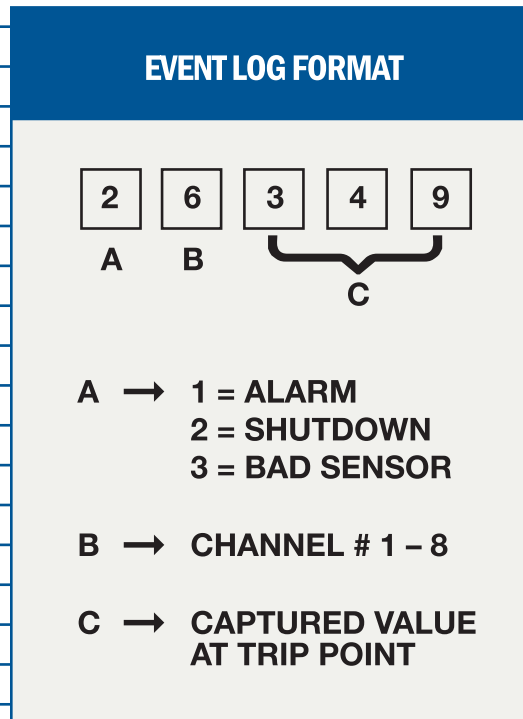 EVENT LOG FORMAT
2 6 3 4 9
A B
C
A → 1 = ALARM
2 = SHUTDOWN
3 = BAD SENSOR
B → CHANNEL # 1 – 8
C → CAPTURED VALUE
AT TRIP POINT